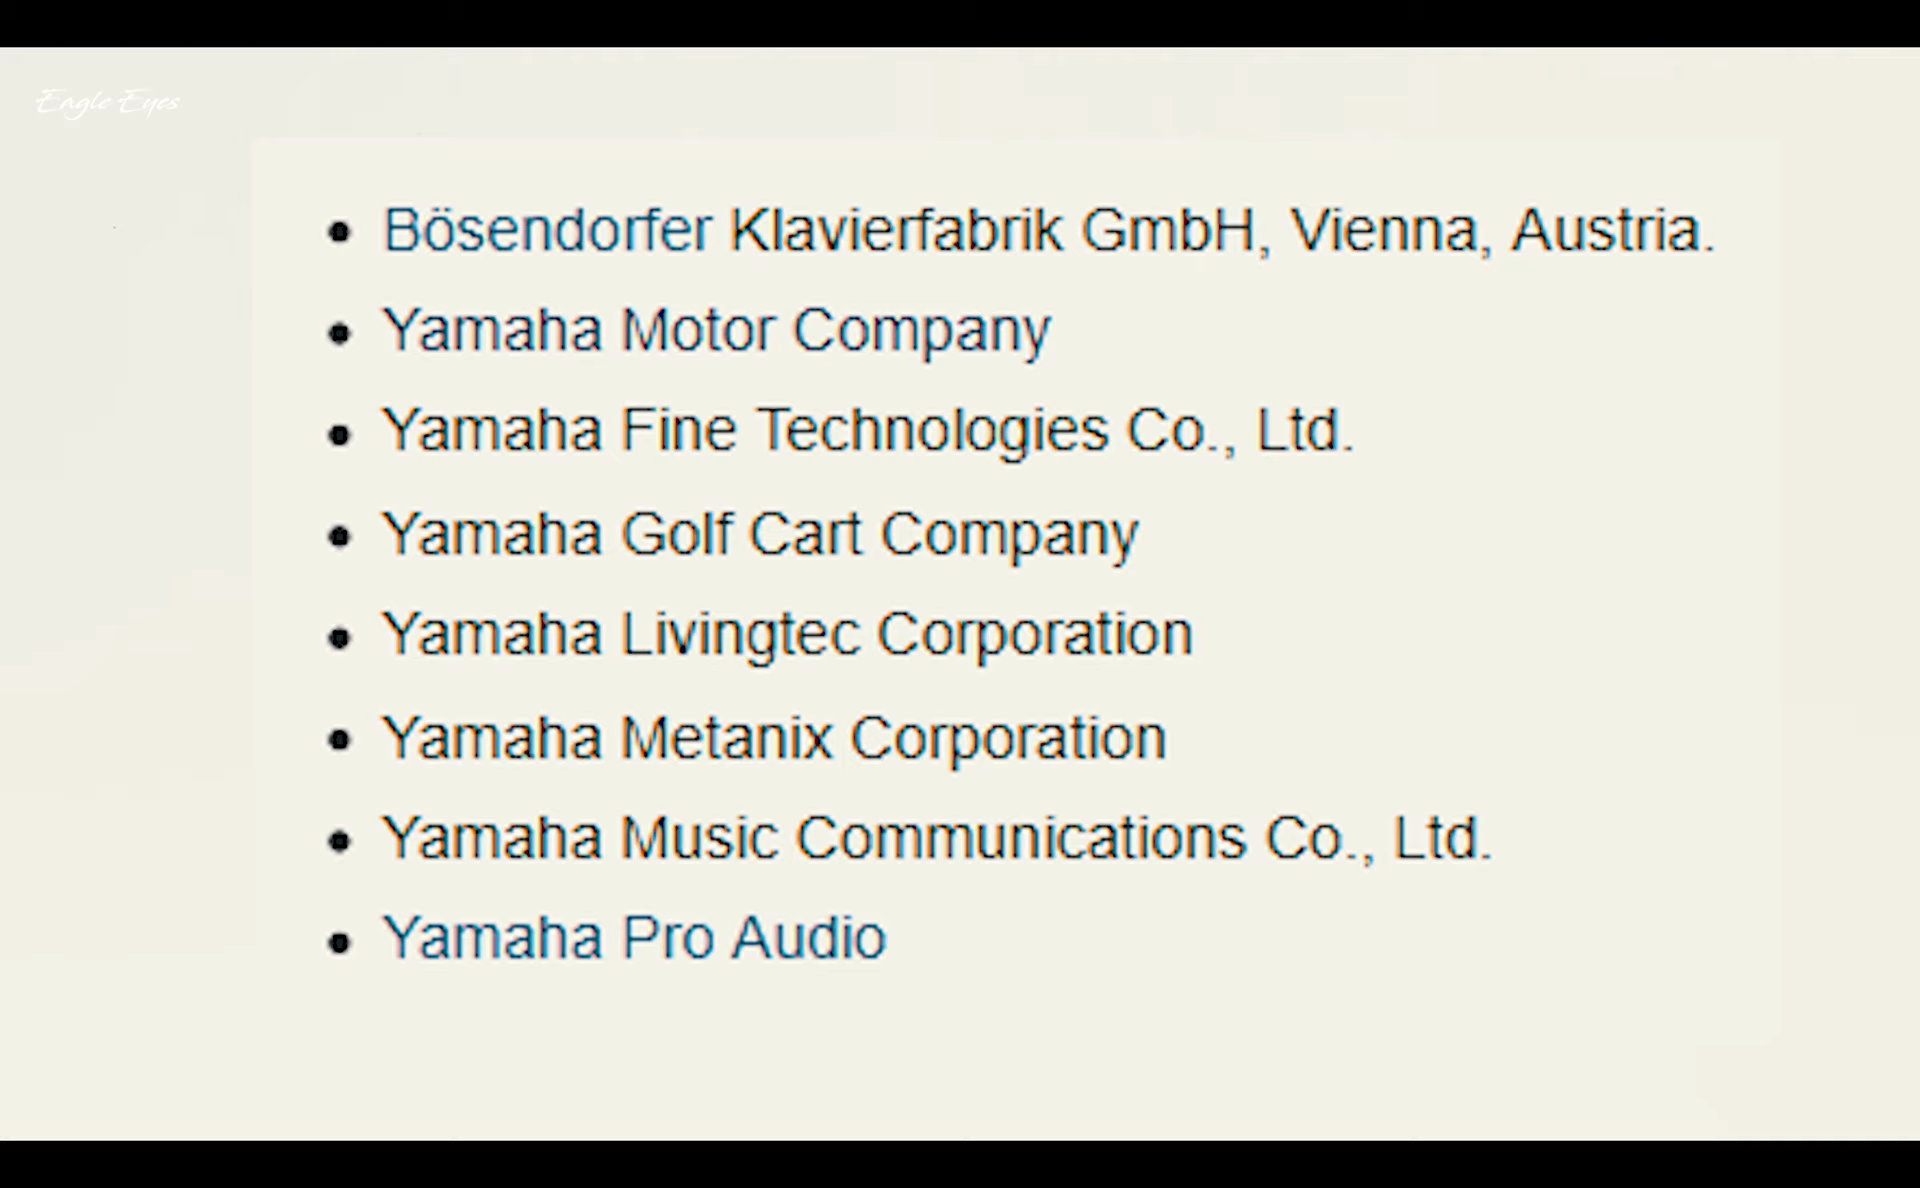 Eagle Eyes
Bösendorfer Klavierfabrik GmbH, Vienna, Austria.
Yamaha Motor Company
Yamaha Fine Technologies Co., Ltd.
Yamaha Golf Cart Company
Yamaha Livingtec Corporation
Yamaha Metanix Corporation
Yamaha Music Communications Co., Ltd.
Yamaha Pro Audio